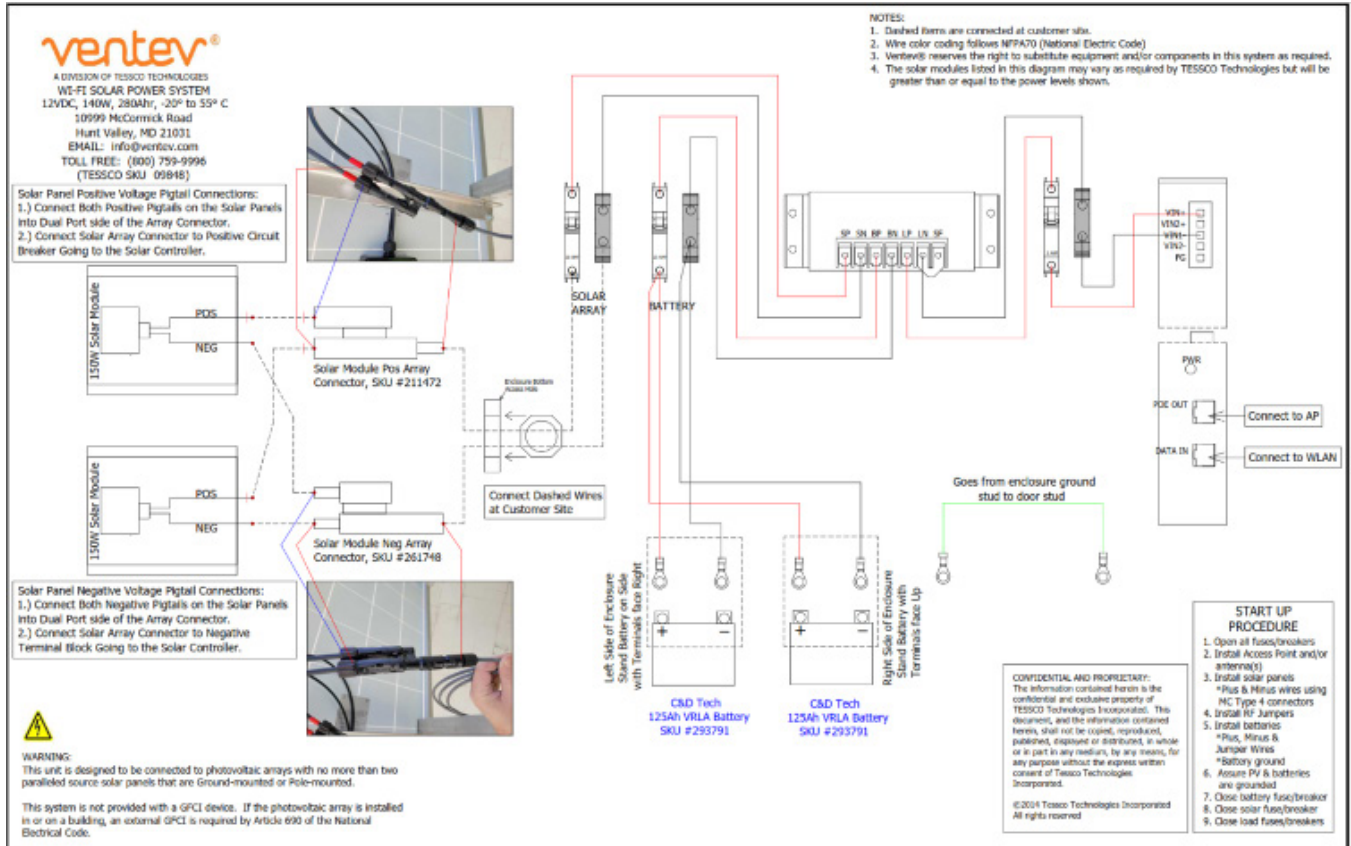 ventev®
A DIVISION OF TESSCO TECHNOLOGIES
WI-FI SOLAR POWER SYSTEM
12VDC, 140W, 280Ahr, -20° to 55° C
10999 McCormick Road
Hunt Valley, MD 21031
EMAIL: info@ventev.com
TOLL FREE: (800) 759-9996
(TESSCO SKU 09848)
Solar Panel Positive Voltage Pigtail Connections:
1.) Connect Both Positive Pigtails on the Solar Panels
into Dual Port side of the Array Connector.
2.) Connect Solar Array Connector to Positive Circuit
Breaker Going to the Solar Controller.
150W Solar Module
POS
NEG
Solar Module Pos Array
Connector, SKU #211472
150W Solar Module
POS
NEG
Solar Module Neg Array
Connector, SKU #261748
Solar Panel Negative Voltage Pigtail Connections:
1.) Connect Both Negative Pigtails on the Solar Panels
into Dual Port side of the Array Connector.
2.) Connect Solar Array Connector to Negative
Terminal Block Going to the Solar Controller.
WARNING:
This unit is designed to be connected to photovoltaic arrays with no more than two
paralleled source solar panels that are Ground-mounted or Pole-mounted.
This system is not provided with a GFCI device. If the photovoltaic array is installed
in or on a building, an external GFCI is required by Article 690 of the National
Electrical Code.
NOTES:
1. Dashed items are connected at customer site.
2. Wire color coding follows NFPA70 (National Electric Code)
3. Ventev® reserves the right to substitute equipment and/or components in this system as required.
4. The solar modules listed in this diagram may vary as required by TESSCO Technologies but will be
greater than or equal to the power levels shown.
SOLAR
ARRAY
BATTERY
SP SN BP BN LP LN SF
Enclosure Bottom
Access Hole
Connect Dashed Wires
at Customer Site
VIN+
VIN2+
VIN1-
VIN2-
PG
PWR
POE OUT
Connect to AP
DATA IN
Connect to WLAN
Goes from enclosure ground
stud to door stud
Left Side of Enclosure
Stand Battery on Side
with Terminals face Right
+ −
C&D Tech
125Ah VRLA Battery
SKU #293791
Right Side of Enclosure
Stand Battery with
Terminals face Up
+ −
C&D Tech
125Ah VRLA Battery
SKU #293791
CONFIDENTIAL AND PROPRIETARY:
The information contained herein is the
confidential and exclusive property of
TESSCO Technologies Incorporated. This
document, and the information contained
herein, shall not be copied, reproduced,
published, displayed or distributed, in whole
or in part in any medium, by any means, for
any purpose without the express written
consent of Tessco Technologies
Incorporated.
©2014 Tessco Technologies Incorporated
All rights reserved
START UP
PROCEDURE
1. Open all fuses/breakers
2. Install Access Point and/or
antenna(s)
3. Install solar panels
*Plus & Minus wires using
MC Type 4 connectors
4. Install RF Jumpers
5. Install batteries
*Plus, Minus &
Jumper Wires
*Battery ground
6. Assure PV & batteries
are grounded
7. Close battery fuse/breaker
8. Close solar fuse/breaker
9. Close load fuses/breakers